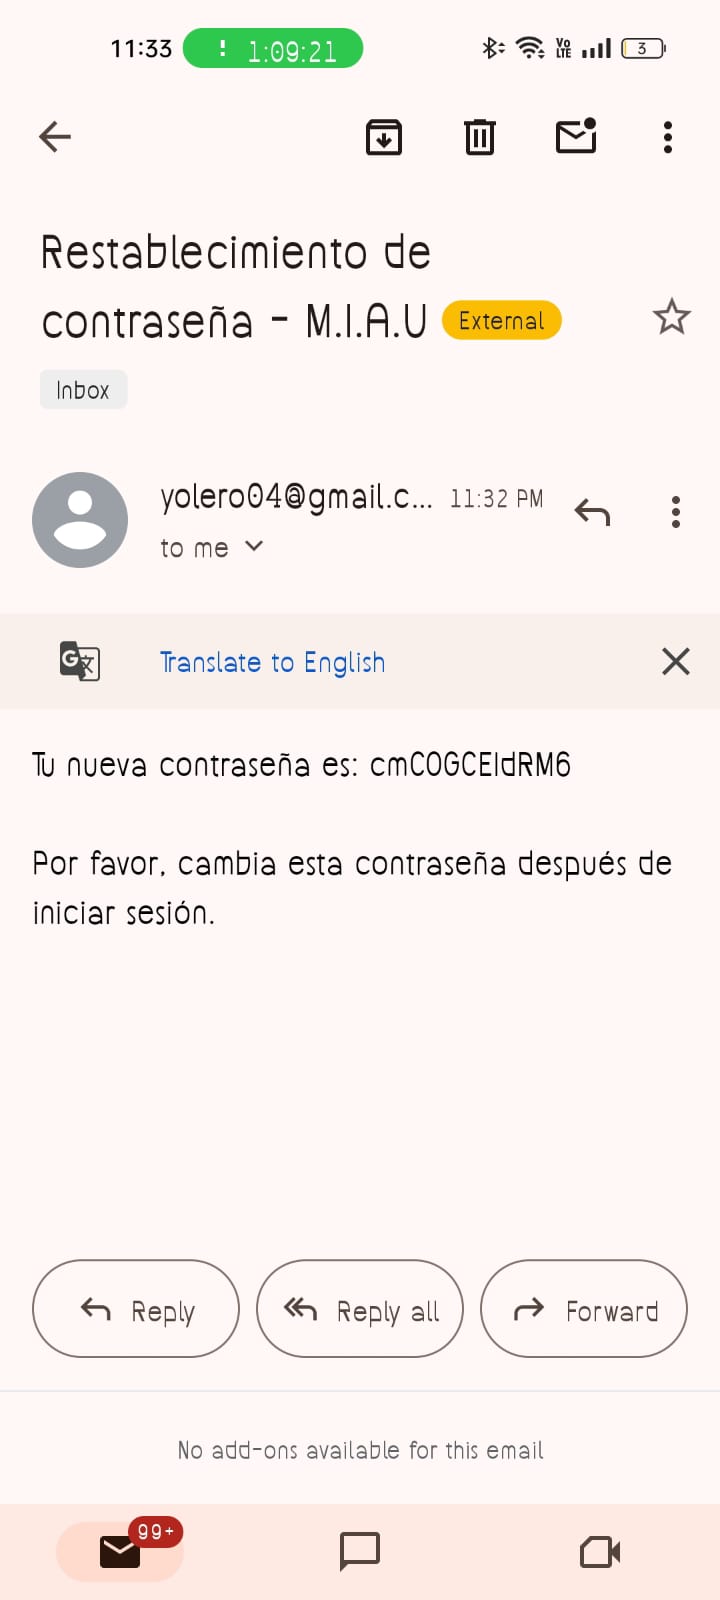 11:33 ! 1:09:21 VO LTE 3
Restablecimiento de
contraseña - M.I.A.U External
Inbox
yolero04@gmail.c... 11:32 PM
to me
G Translate to English
Tu nueva contraseña es: cmC0GCEIdRM6
Por favor, cambia esta contraseña después de
iniciar sesión.
Reply Reply all Forward
No add-ons available for this email
99+